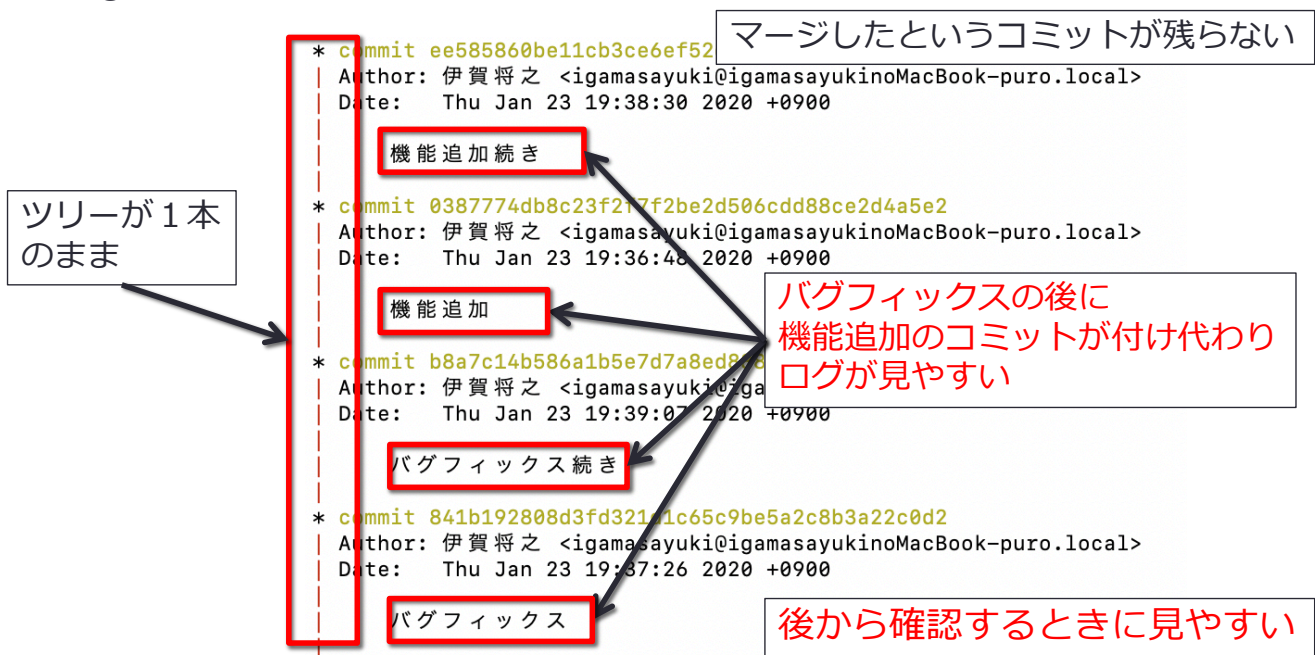 マージしたというコミットが残らない
* commit ee585860be11cb3ce6ef52
Author: 伊賀将之 <igamasayuki@igamasayukinoMacBook-puro.local>
Date: Thu Jan 23 19:38:30 2020 +0900
機能追加続き
ツリーが１本
のまま
* commit 0387774db8c23f2f7f2be2d506cdd88ce2d4a5e2
Author: 伊賀将之 <igamasayuki@igamasayukinoMacBook-puro.local>
Date: Thu Jan 23 19:36:48 2020 +0900
機能追加
バグフィックスの後に
機能追加のコミットが付け代わり
ログが見やすい
* commit b8a7c14b586a1b5e7d7a8ed
Author: 伊賀将之 <igamasayuki@iga
Date: Thu Jan 23 19:39:07 2020 +0900
バグフィックス続き
* commit
Author: 伊賀将之 <igamasayuki@igamasayukinoMacBook-puro.local>
Date: Thu Jan 23 19:37:26 2020 +0900
バグフィックス
後から確認するときに見やすい